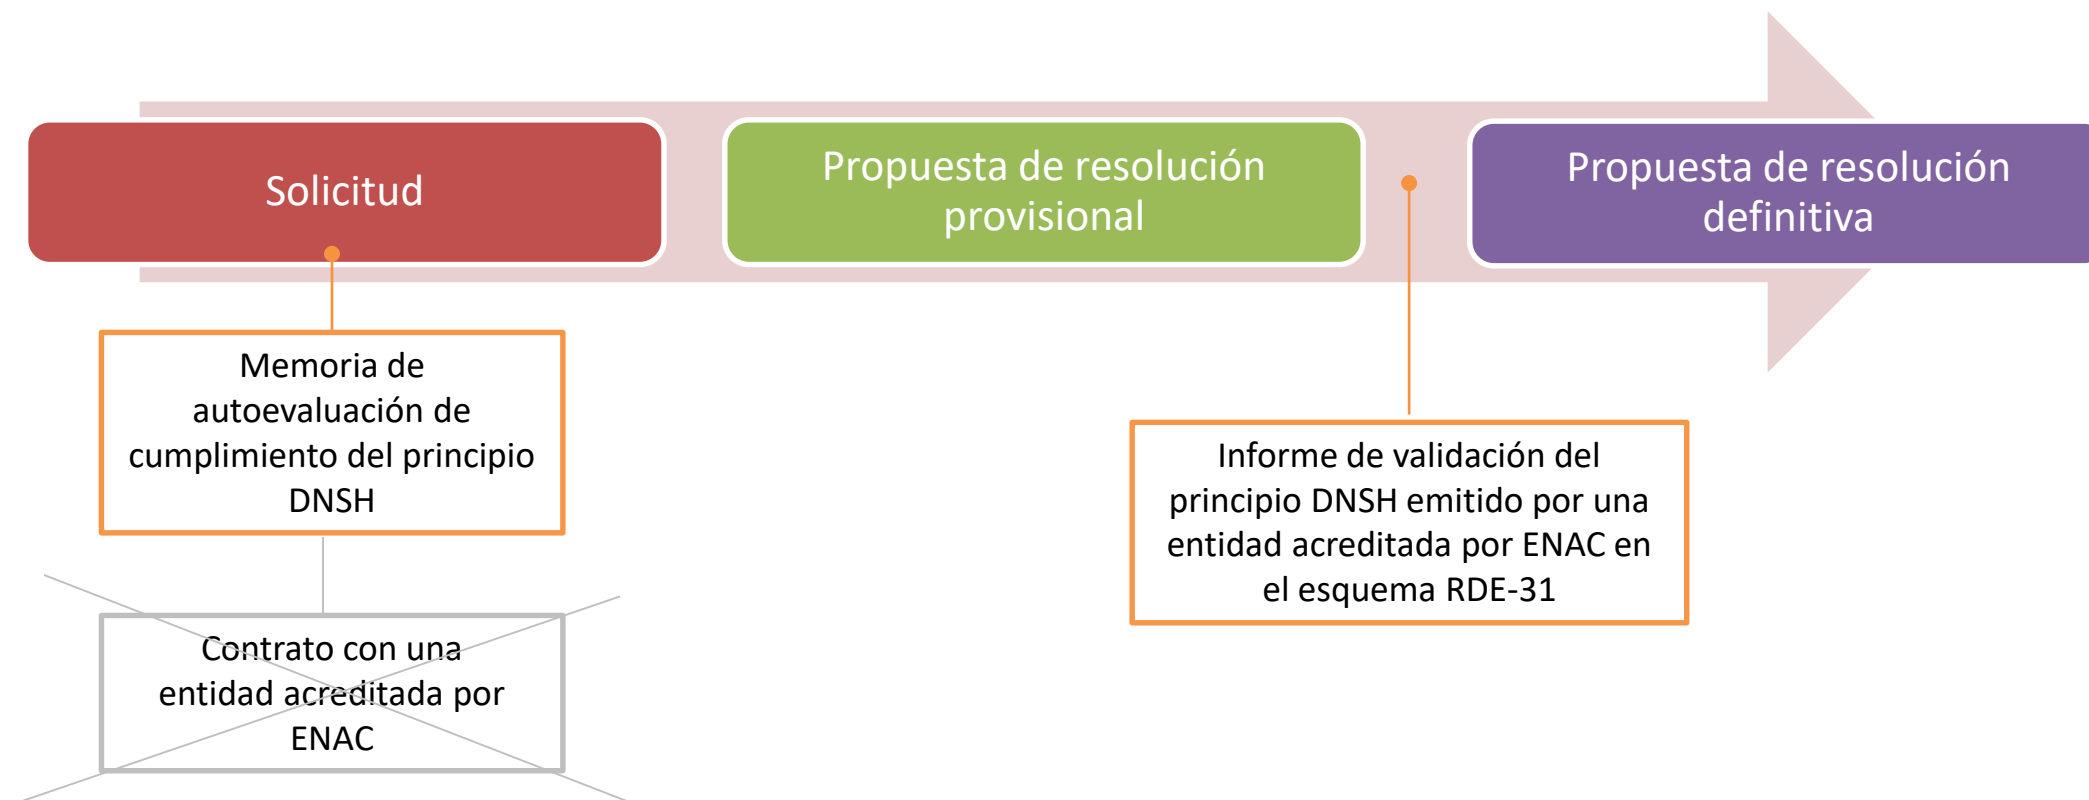 Solicitud
Propuesta de resolución
provisional
Propuesta de resolución
definitiva
Memoria de
autoevaluación de
cumplimiento del principio
DNSH
Contrato con una
entidad acreditada por
ENAC
Informe de validación del
principio DNSH emitido por una
entidad acreditada por ENAC en
el esquema RDE-31